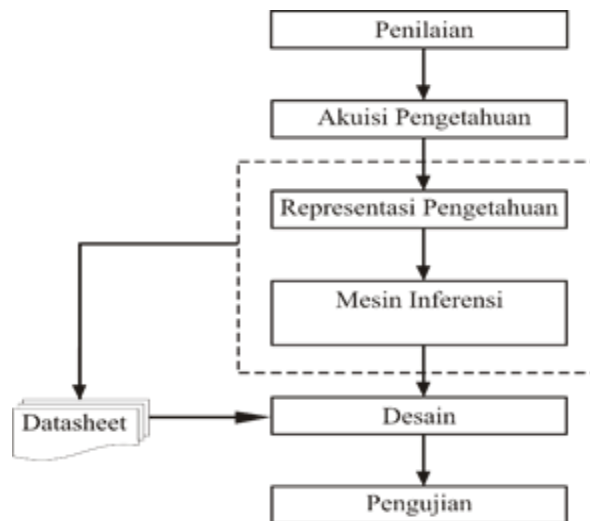 Penilaian
Akuisi Pengetahuan
Representasi Pengetahuan
Mesin Inferensi
Datasheet
Desain
Pengujian